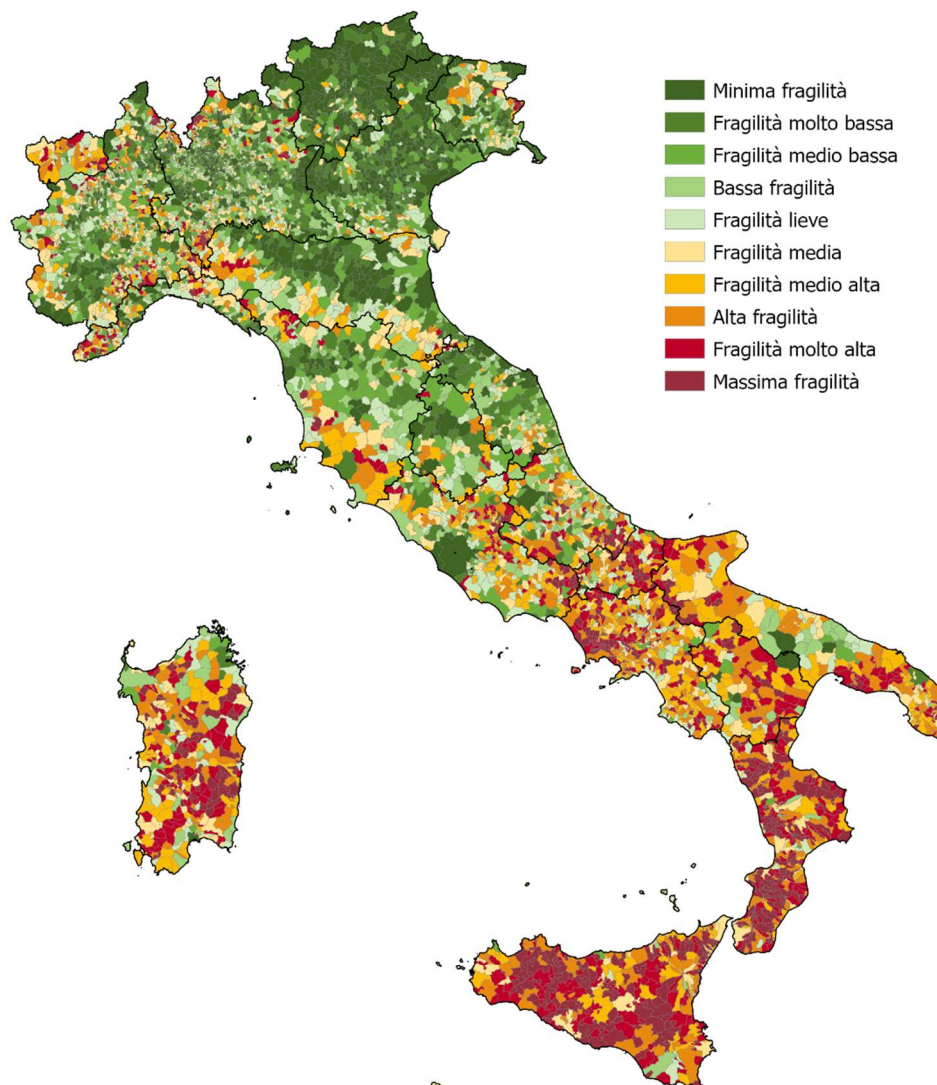 Minima fragilità
Fragilità molto bassa
Fragilità medio bassa
Bassa fragilità
Fragilità lieve
Fragilità media
Fragilità medio alta
Alta fragilità
Fragilità molto alta
Massima fragilità